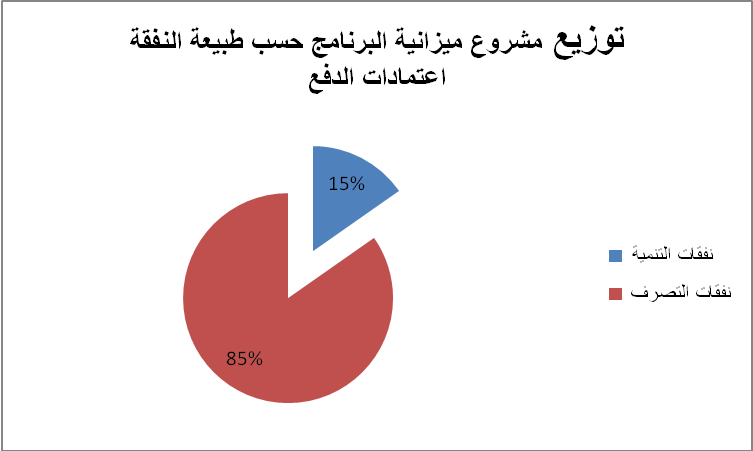 توزيع مشروع ميزانية البرنامج حسب طبيعة النفقة
اعتمادات الدفع
15%
نفقات التنمية
نفقات التصرف
85%